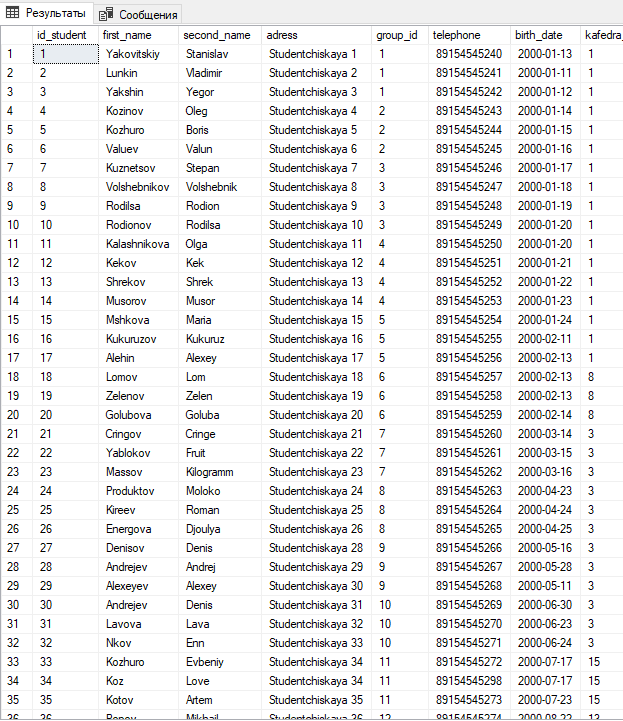 Результаты Сообщения
id_student first_name second_name adress group_id telephone birth_date kafedra_
1 1 Yakovitskiy Stanislav Studentchiskaya 1 1 89154545240 2000-01-13 1
2 2 Lunkin Vladimir Studentchiskaya 2 1 89154545241 2000-01-11 1
3 3 Yakshin Yegor Studentchiskaya 3 1 89154545242 2000-01-12 1
4 4 Kozinov Oleg Studentchiskaya 4 2 89154545243 2000-01-14 1
5 5 Kozhuro Boris Studentchiskaya 5 2 89154545244 2000-01-15 1
6 6 Valuev Valun Studentchiskaya 6 2 89154545245 2000-01-16 1
7 7 Kuznetsov Stepan Studentchiskaya 7 3 89154545246 2000-01-17 1
8 8 Volshebnikov Volshebnik Studentchiskaya 8 3 89154545247 2000-01-18 1
9 9 Rodilsa Rodion Studentchiskaya 9 3 89154545248 2000-01-19 1
10 10 Rodionov Rodilsa Studentchiskaya 10 3 89154545249 2000-01-20 1
11 11 Kalashnikova Olga Studentchiskaya 11 4 89154545250 2000-01-20 1
12 12 Kekov Kek Studentchiskaya 12 4 89154545251 2000-01-21 1
13 13 Shrekov Shrek Studentchiskaya 13 4 89154545252 2000-01-22 1
14 14 Musorov Musor Studentchiskaya 14 4 89154545253 2000-01-23 1
15 15 Mshkova Maria Studentchiskaya 15 5 89154545254 2000-01-24 1
16 16 Kukuruzov Kukuruz Studentchiskaya 16 5 89154545255 2000-02-11 1
17 17 Alehin Alexey Studentchiskaya 17 5 89154545256 2000-02-13 1
18 18 Lomov Lom Studentchiskaya 18 6 89154545257 2000-02-13 8
19 19 Zelenov Zelen Studentchiskaya 19 6 89154545258 2000-02-13 8
20 20 Golubova Goluba Studentchiskaya 20 6 89154545259 2000-02-14 8
21 21 Cringov Cringe Studentchiskaya 21 7 89154545260 2000-03-14 3
22 22 Yablokov Fruit Studentchiskaya 22 7 89154545261 2000-03-15 3
23 23 Massov Kilogramm Studentchiskaya 23 7 89154545262 2000-03-16 3
24 24 Produktov Moloko Studentchiskaya 24 8 89154545263 2000-04-23 3
25 25 Kireev Roman Studentchiskaya 25 8 89154545264 2000-04-24 3
26 26 Energova Djoulya Studentchiskaya 26 8 89154545265 2000-04-25 3
27 27 Denisov Denis Studentchiskaya 28 9 89154545266 2000-05-16 3
28 28 Andrejev Andrej Studentchiskaya 29 9 89154545267 2000-05-28 3
29 29 Alexeyev Alexey Studentchiskaya 30 9 89154545268 2000-05-11 3
30 30 Andrejev Denis Studentchiskaya 31 10 89154545269 2000-06-30 3
31 31 Lavova Lava Studentchiskaya 32 10 89154545270 2000-06-23 3
32 32 Nkov Enn Studentchiskaya 33 10 89154545271 2000-06-24 3
33 33 Kozhuro Evbeniy Studentchiskaya 34 11 89154545272 2000-07-17 15
34 34 Koz Love Studentchiskaya 34 11 89154545298 2000-07-17 15
35 35 Kotov Artem Studentchiskaya 35 11 89154545273 2000-07-23 15